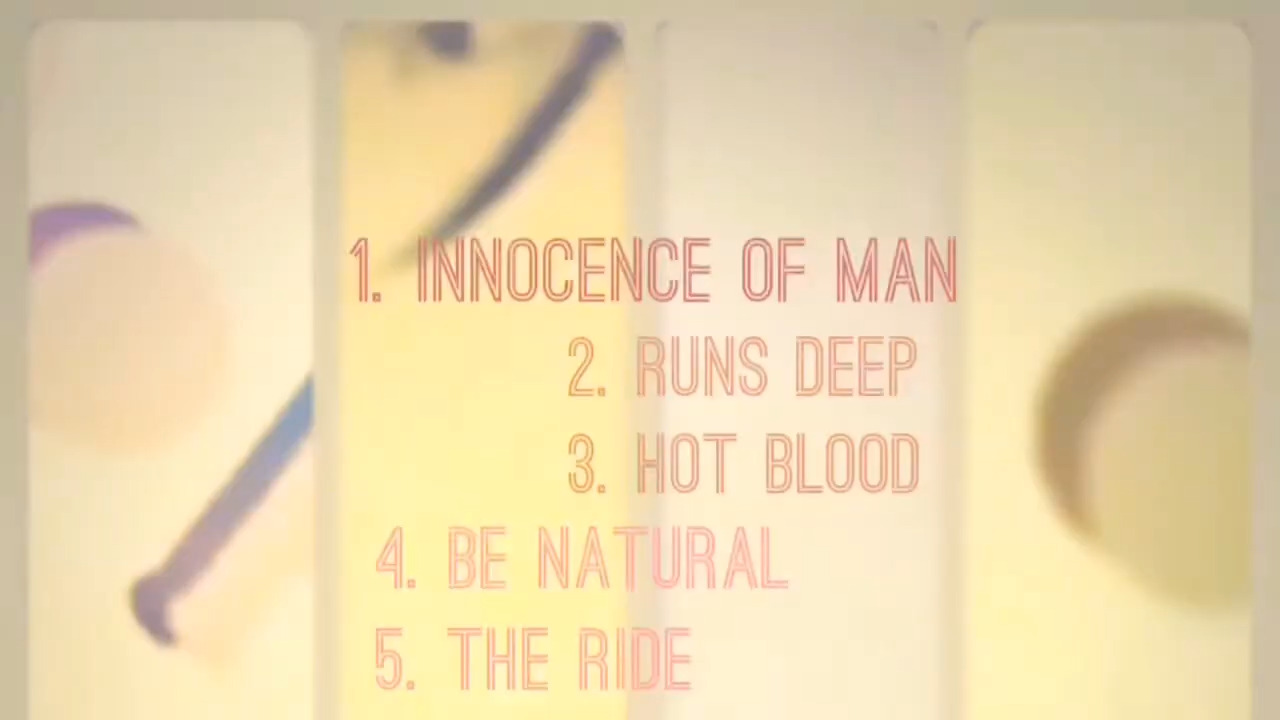 1. INNOCENCE OF MAN
2. RUNS DEEP
3. HOT BLOOD
4. BE NATURAL
5. THE RIDE